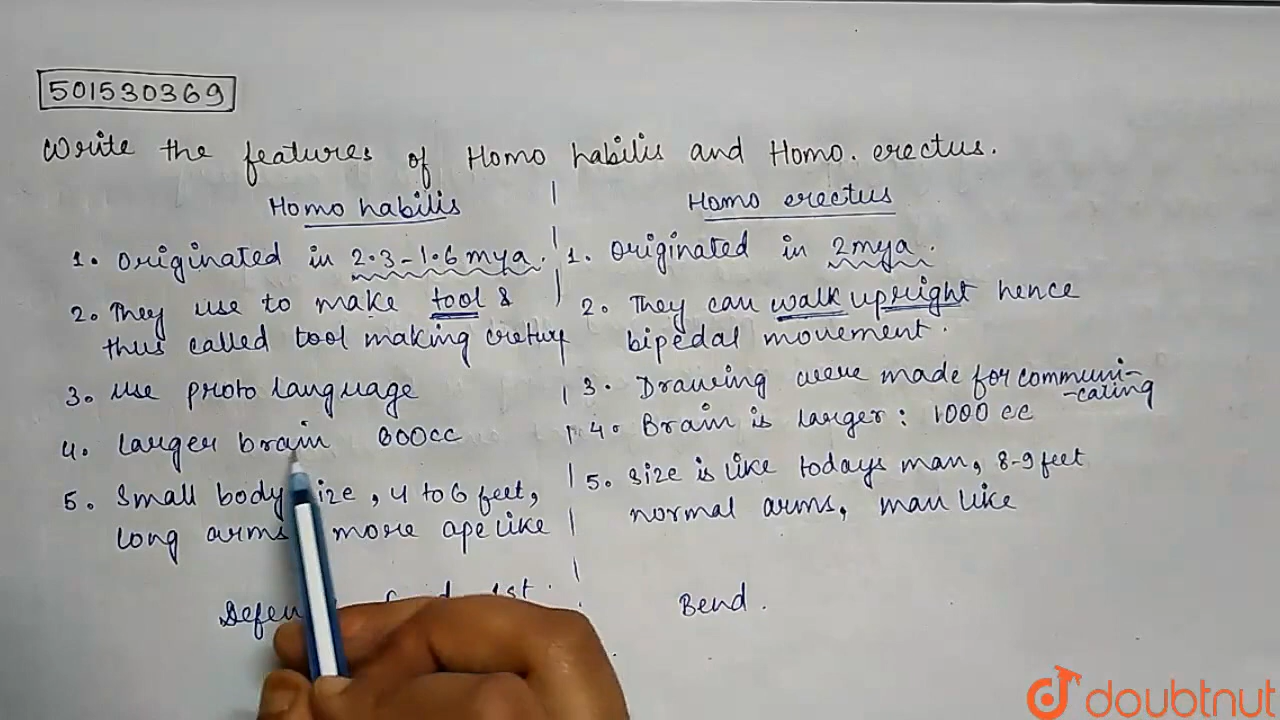 501530369
Write the features of Homo habilis and Homo. erectus.
Homo habilis
1. Originated in 2.3-1.6 mya.
2. They use to make tool &
thus called tool making creture
3. Use proto language
4. Larger brain 800cc
5. Small body size, 4 to 6 feet,
long arms more ape like
1st.
Homo erectus
1. Originated in 2mya.
2. They can walk upright hence
bipedal movement.
3. Drawing were made for communi-
-cating
4. Brain is larger: 1000 cc
5. Size is like todays man, 8-9 feet
normal arms, man like
Bend.
doubtnut